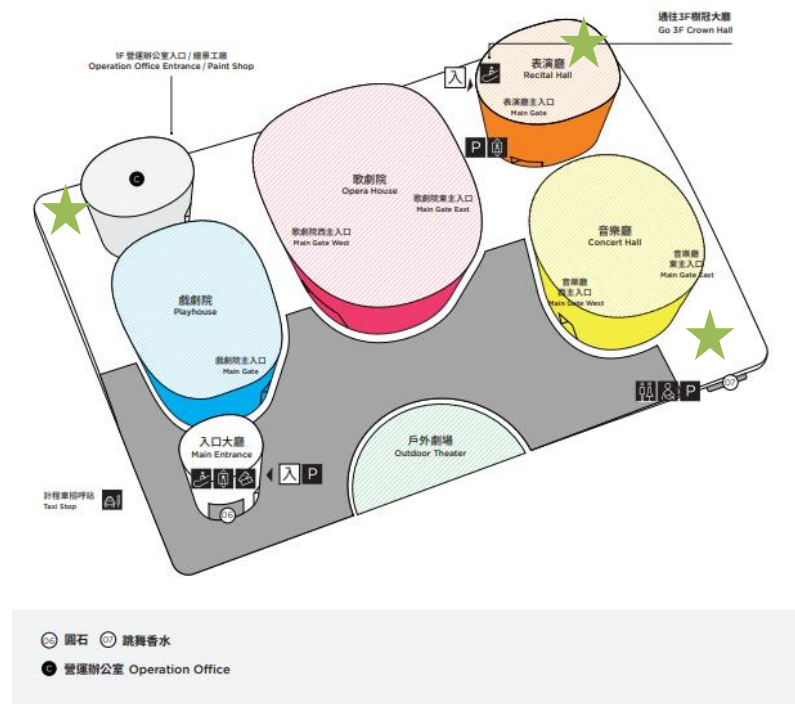 通往3F樹冠大廳
Go 3F Crown Hall
1F 營運辦公室入口 / 繪景工廠
Operation Office Entrance / Paint Shop
入
表演廳
Recital Hall
表演廳主入口
Main Gate
P
C
歌劇院
Opera House
歌劇院東主入口
Main Gate East
歌劇院西主入口
Main Gate West
音樂廳
Concert Hall
音樂廳
東主入口
Main Gate East
音樂廳
西主入口
Main Gate West
戲劇院
Playhouse
戲劇院主入口
Main Gate
P
07
入口大廳
Main Entrance
入 P
戶外劇場
Outdoor Theater
計程車招呼站
Taxi Stop
06
06 圓石 07 跳舞香水
C 營運辦公室 Operation Office